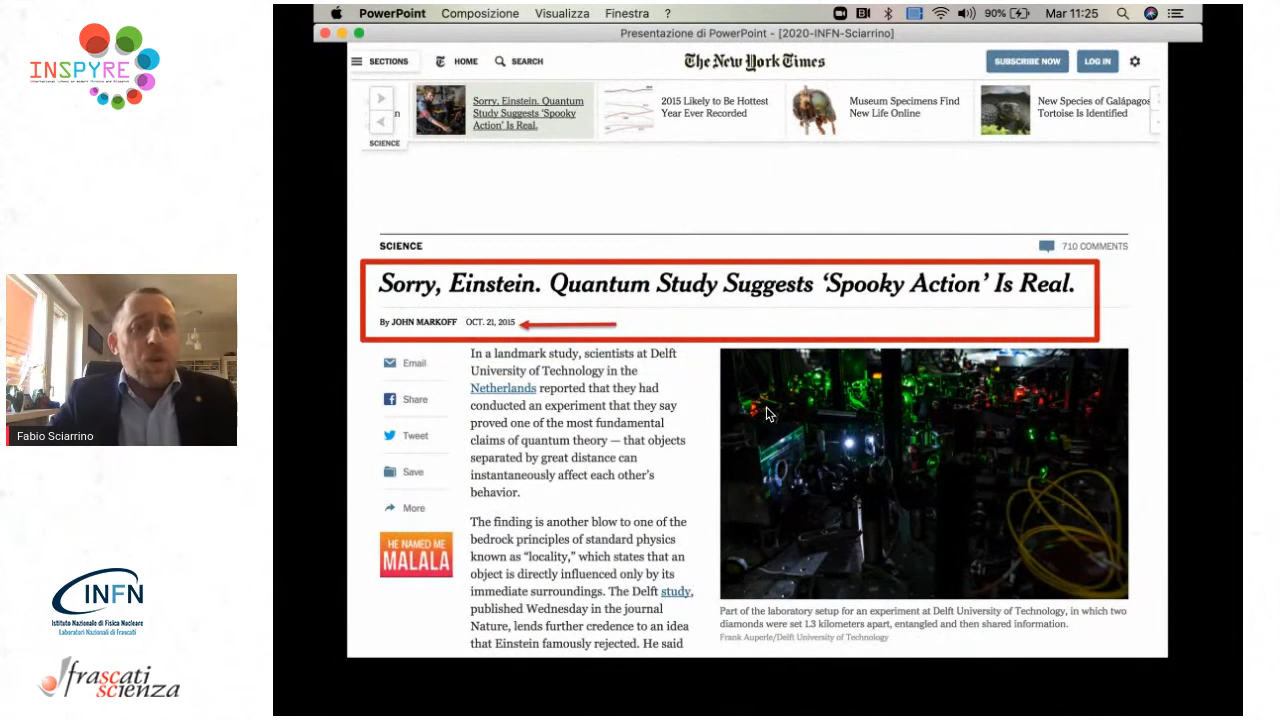 PowerPoint Composizione Visualizza Finestra ? 90% Mar 11:25
Presentazione di PowerPoint - [2020-INFN-Sciarrino]
INSPYRE
SECTIONS HOME SEARCH The New York Times SUBSCRIBE NOW LOG IN
Sorry, Einstein. Quantum
Study Suggests ‘Spooky
Action’ Is Real.
2015 Likely to Be Hottest
Year Ever Recorded
Museum Specimens Find
New Life Online
New Species of Galápagos
Tortoise Is Identified
SCIENCE
SCIENCE 710 COMMENTS
Sorry, Einstein. Quantum Study Suggests ‘Spooky Action’ Is Real.
By JOHN MARKOFF OCT. 21, 2015
Email
Share
Tweet
Save
More
HE NAMED ME
MALALA
In a landmark study, scientists at Delft
University of Technology in the
Netherlands reported that they had
conducted an experiment that they say
proved one of the most fundamental
claims of quantum theory — that objects
separated by great distance can
instantaneously affect each other’s
behavior.
The finding is another blow to one of the
bedrock principles of standard physics
known as “locality,” which states that an
object is directly influenced only by its
immediate surroundings. The Delft study,
published Wednesday in the journal
Nature, lends further credence to an idea
that Einstein famously rejected. He said
Part of the laboratory setup for an experiment at Delft University of Technology, in which two
diamonds were set 1.3 kilometers apart, entangled and then shared information.
Frank Auperle/Delft University of Technology
Fabio Sciarrino
INFN
Istituto Nazionale di Fisica Nucleare
Laboratori Nazionali di Frascati
frascati
scienza